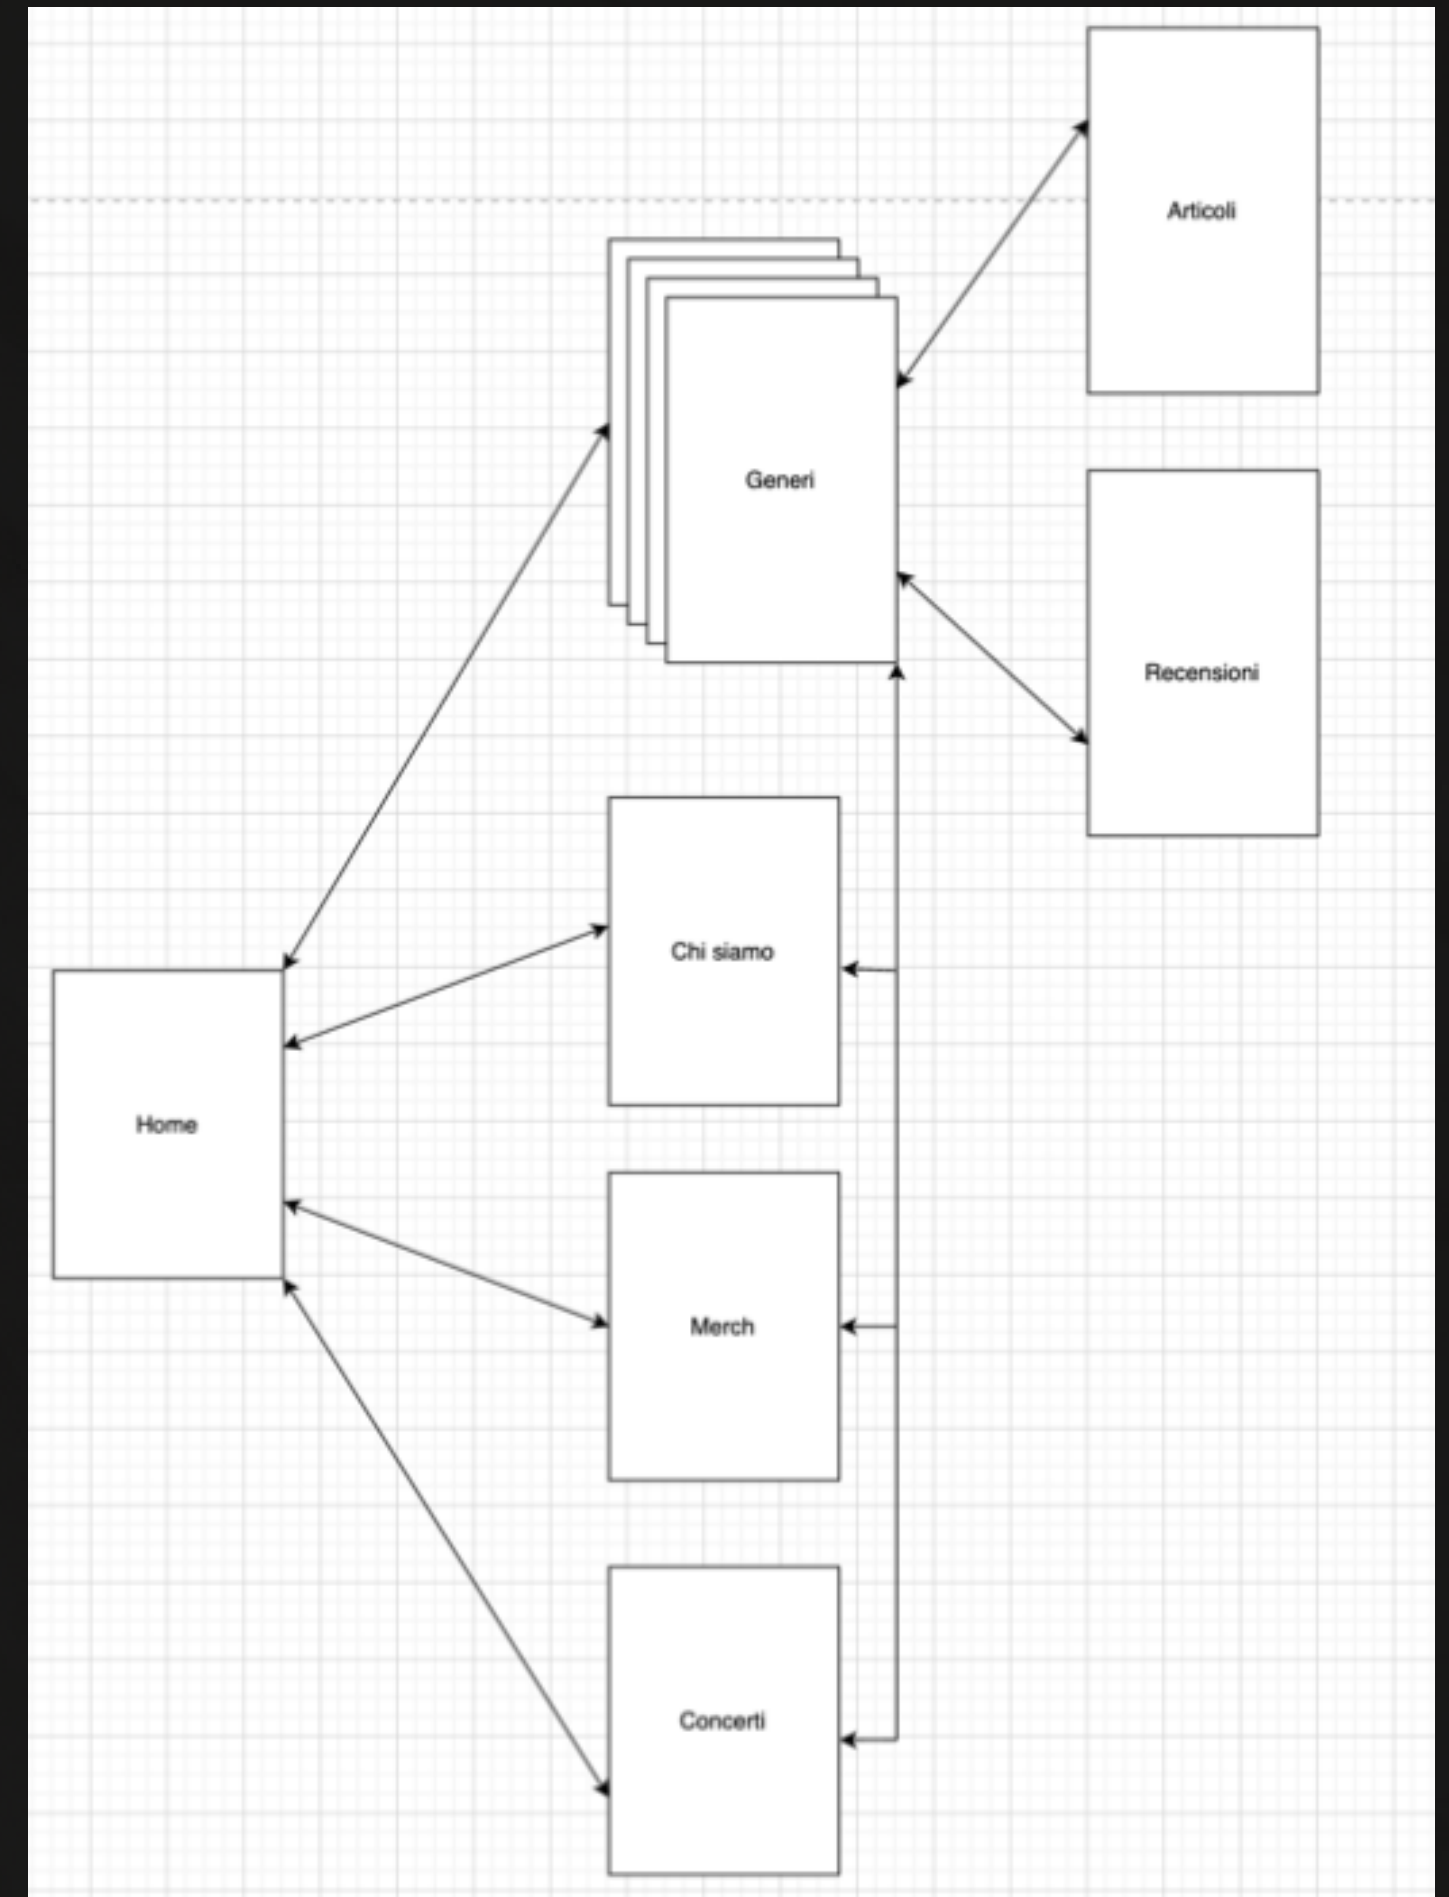 Articoli
Generi
Recensioni
Chi siamo
Home
Merch
Concerti